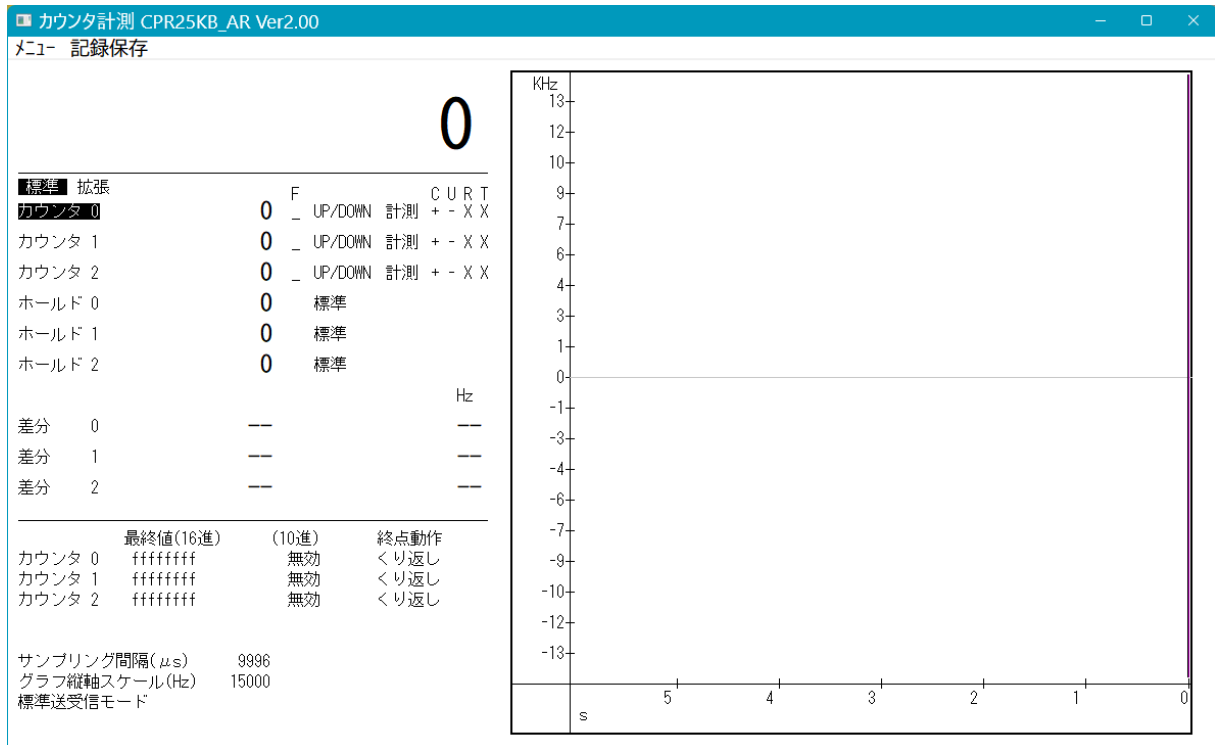 カウンタ計測 CPR25KB_AR Ver2.00
ﾒﾆｭｰ 記録保存
0
標準 拡張
F C U R T
カウンタ 0 0 _ UP/DOWN 計測 + - X X
カウンタ 1 0 _ UP/DOWN 計測 + - X X
カウンタ 2 0 _ UP/DOWN 計測 + - X X
ホールド 0 0 標準
ホールド 1 0 標準
ホールド 2 0 標準
Hz
差分 0 -- --
差分 1 -- --
差分 2 -- --
最終値(16進) (10進) 終点動作
カウンタ 0 ffffffff 無効 くり返し
カウンタ 1 ffffffff 無効 くり返し
カウンタ 2 ffffffff 無効 くり返し
サンプリング間隔(μs) 9996
グラフ縦軸スケール(Hz) 15000
標準送受信モード
KHz
13
12
10
9
7
6
4
3
1
0
-1
-3
-4
-6
-7
-9
-10
-12
-13
5 4 3 2 1 0
s